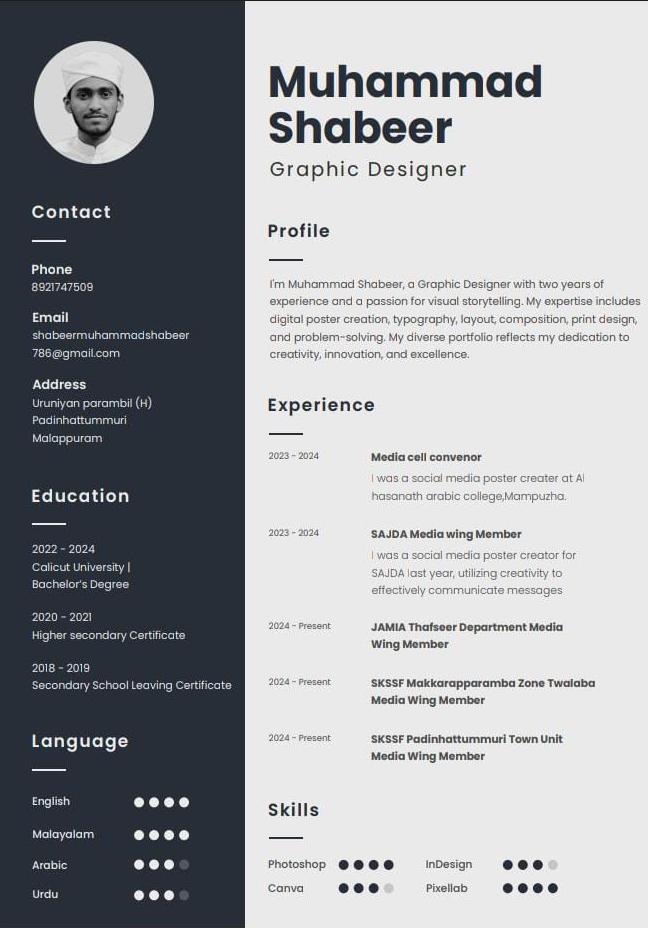 Muhammad
Shabeer
Graphic Designer
Contact
Phone
8921747509
Email
shabeermuhammadshabeer
786@gmail.com
Address
Uruniyan parambil (H)
Padinhattummuri
Malappuram
Education
2022 - 2024
Calicut University |
Bachelor's Degree
2020 - 2021
Higher secondary Certificate
2018 - 2019
Secondary School Leaving Certificate
Language
English
Malayalam
Arabic
Urdu
Profile
I'm Muhammad Shabeer, a Graphic Designer with two years of
experience and a passion for visual storytelling. My expertise includes
digital poster creation, typography, layout, composition, print design,
and problem-solving. My diverse portfolio reflects my dedication to
creativity, innovation, and excellence.
Experience
2023 - 2024
Media cell convenor
I was a social media poster creater at Al
hasanath arabic college,Mampuzha.
2023 - 2024
SAJDA Media wing Member
I was a social media poster creator for
SAJDA last year, utilizing creativity to
effectively communicate messages
2024 - Present
JAMIA Thafseer Department Media
Wing Member
2024 - Present
SKSSF Makkarapparamba Zone Twalaba
Media Wing Member
2024 - Present
SKSSF Padinhattummuri Town Unit
Media Wing Member
Skills
Photoshop
InDesign
Canva
Pixellab